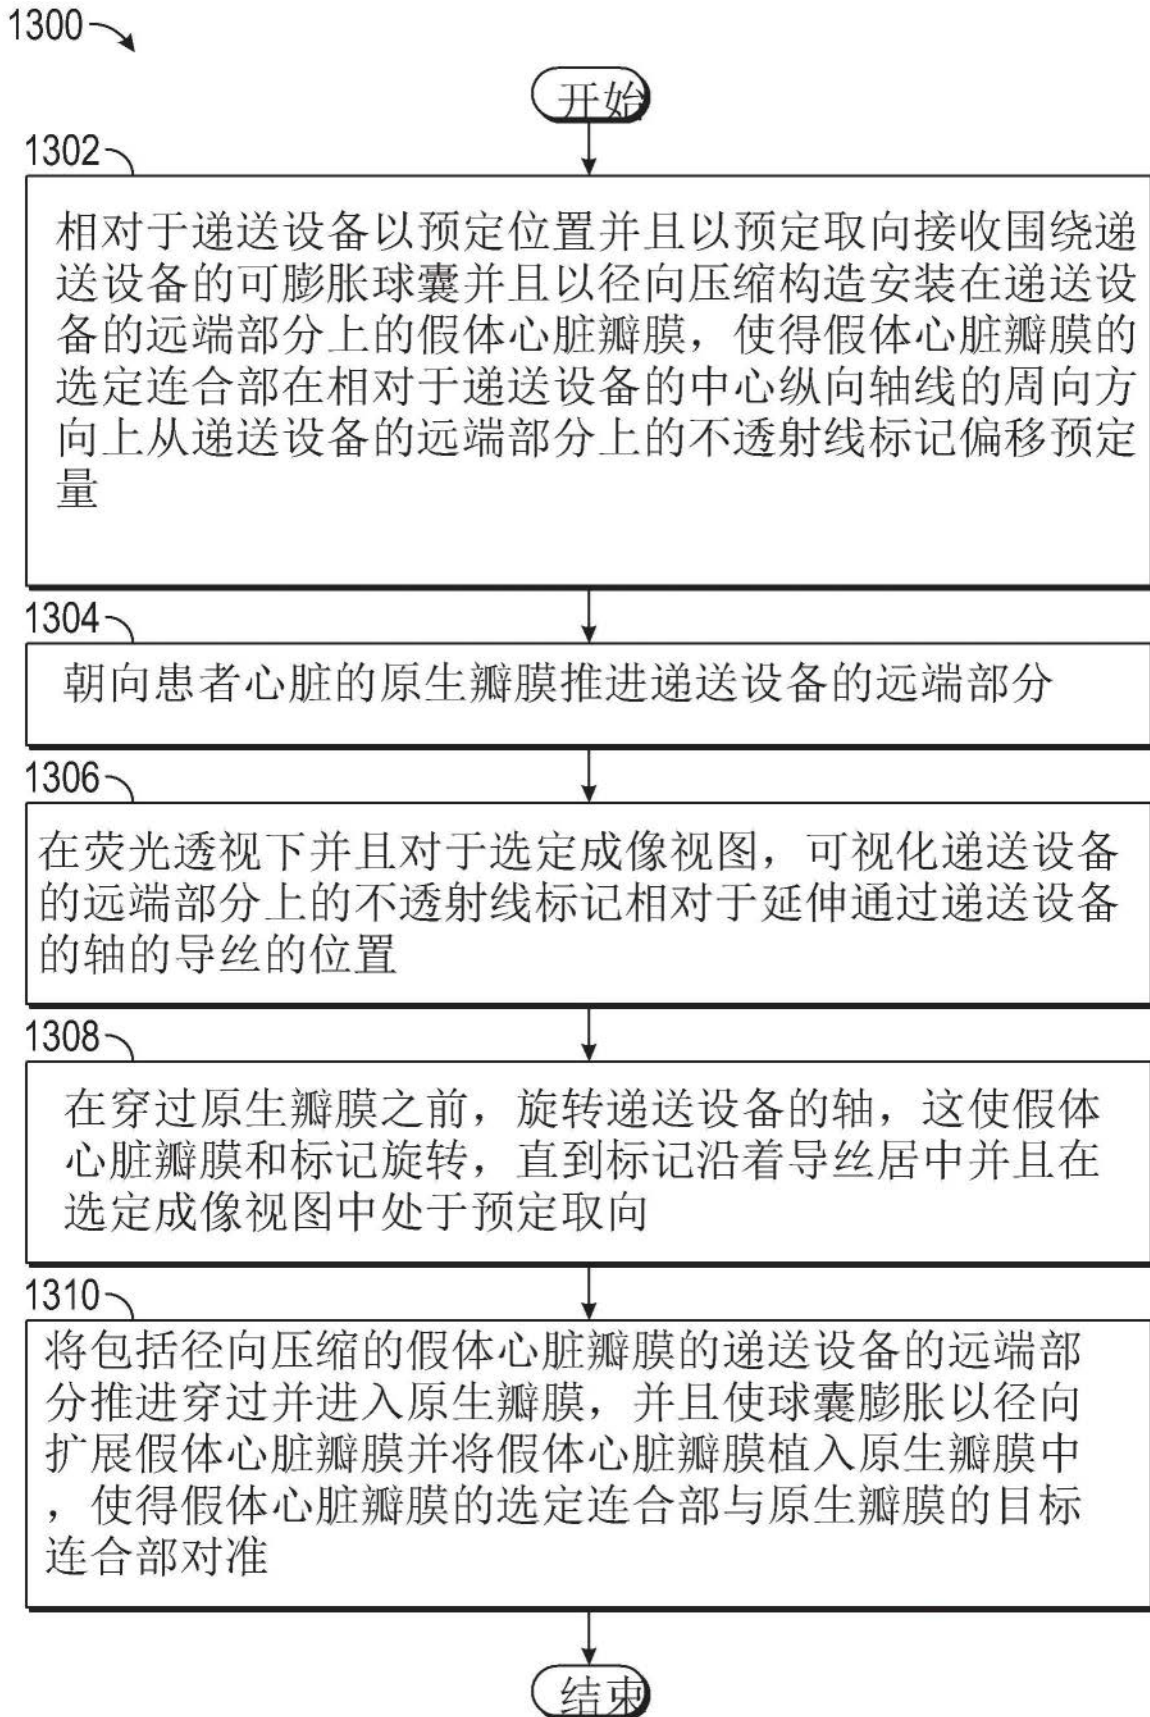 1300
开始
1302
相对于递送设备以预定位置并且以预定取向接收围绕递
送设备的可膨胀球囊并且以径向压缩构造安装在递送设
备的远端部分上的假体心脏瓣膜，使得假体心脏瓣膜的
选定连合部在相对于递送设备的中心纵向轴线的周向方
向上从递送设备的远端部分上的不透射线标记偏移预定
量
1304
朝向患者心脏的原生瓣膜推进递送设备的远端部分
1306
在荧光透视下并且对于选定成像视图，可视化递送设备
的远端部分上的不透射线标记相对于延伸通过递送设备
的轴的导丝的位置
1308
在穿过原生瓣膜之前，旋转递送设备的轴，这使假体
心脏瓣膜和标记旋转，直到标记沿着导丝居中并且在
选定成像视图中处于预定取向
1310
将包括径向压缩的假体心脏瓣膜的递送设备的远端部
分推进穿过并进入原生瓣膜，并且使球囊膨胀以径向
扩展假体心脏瓣膜并将假体心脏瓣膜植入原生瓣膜中
，使得假体心脏瓣膜的选定连合部与原生瓣膜的目标
连合部对准
结束